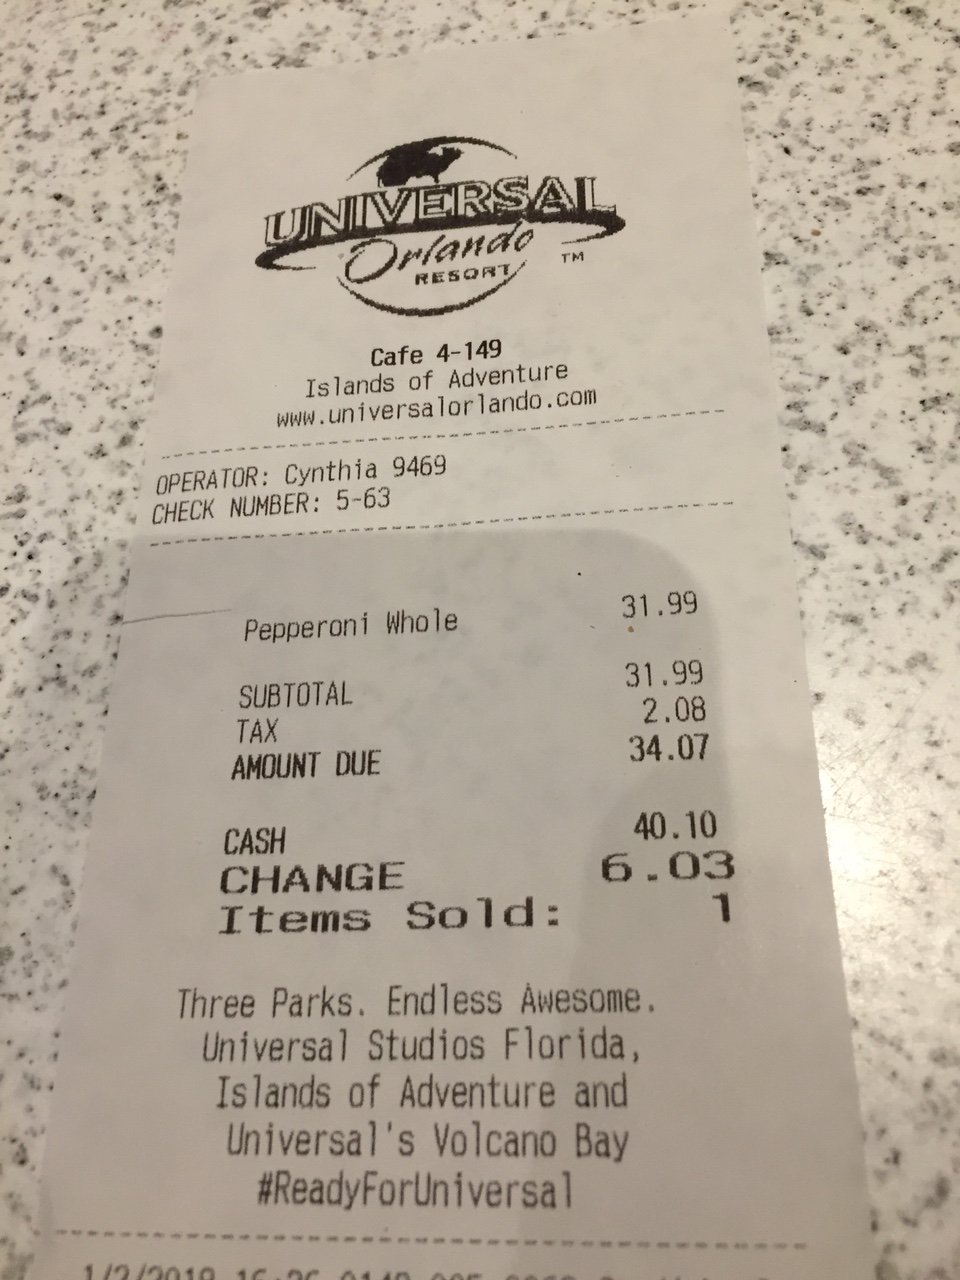 UNIVERSAL
Orlando
RESORT TM
Cafe 4-149
Islands of Adventure
www.universalorlando.com
OPERATOR: Cynthia 9469
CHECK NUMBER: 5-63
Pepperoni Whole 31.99
SUBTOTAL 31.99
TAX 2.08
AMOUNT DUE 34.07
CASH 40.10
CHANGE 6.03
Items Sold: 1
Three Parks. Endless Awesome.
Universal Studios Florida,
Islands of Adventure and
Universal's Volcano Bay
#ReadyForUniversal